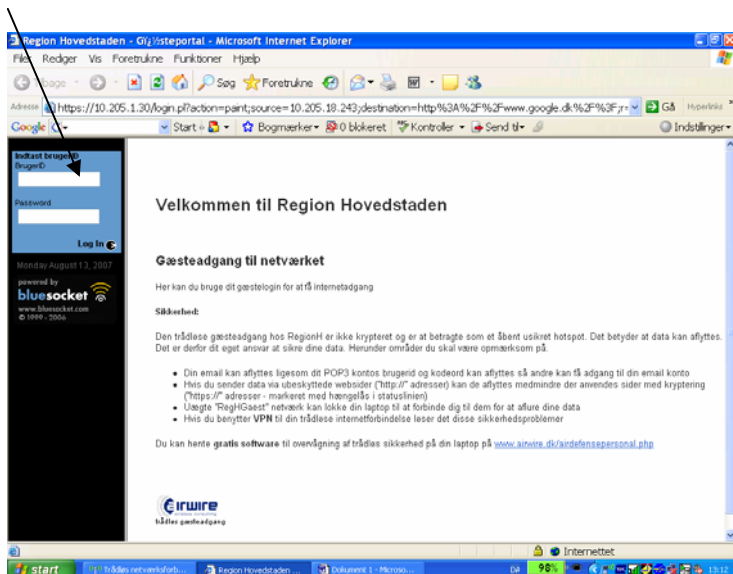 Region Hovedstaden - Gï¿½steportal - Microsoft Internet Explorer
Filer Rediger Vis Foretrukne Funktioner Hjælp
Søg Foretrukne
Adresse https://10.205.1.30/login.pl?action=paint;source=10.205.18.243;destination=http%3A%2F%2Fwww.google.dk%2F%3F;r= Gå Hyperlinks »
Google G Start Bogmærker 0 blokeret Kontroller Send til Indstillinger
Indtast brugerID
BrugerID
Password
Log In
Monday August 13, 2007
powered by
bluesocket
www.bluesocket.com
© 1999 - 2006
Velkommen til Region Hovedstaden
Gæsteadgang til netværket
Her kan du bruge dit gæstelogin for at få internetadgang
Sikkerhed:
Den trådløse gæsteadgang hos RegionH er ikke krypteret og er at betragte som et åbent usikret hotspot. Det betyder at data kan aflyttes.
Det er derfor dit eget ansvar at sikre dine data. Herunder områder du skal være opmærksom på.
• Din email kan aflyttes ligesom dit POP3 kontos brugerid og kodeord kan aflyttes så andre kan få adgang til din email konto
• Hvis du sender data via ubeskyttede websider ("http://" adresser) kan de aflyttes medmindre der anvendes sider med kryptering
("https://" adresser - markeret med hængelås i statuslinien)
• Uægte "RegHGaest" netværk kan lokke din laptop til at forbinde dig til dem for at aflure dine data
• Hvis du benytter VPN til din trådløse internetforbindelse løser det disse sikkerhedsproblemer
Du kan hente gratis software til overvågning af trådløs sikkerhed på din laptop på www.airwire.dk/airdefensepersonal.php
airwire
trådløs gæsteadgang
Internettet
start Trådløs netværksforb... Region Hovedstaden ... Dokument 1 - Microso... DA 98% 13:12